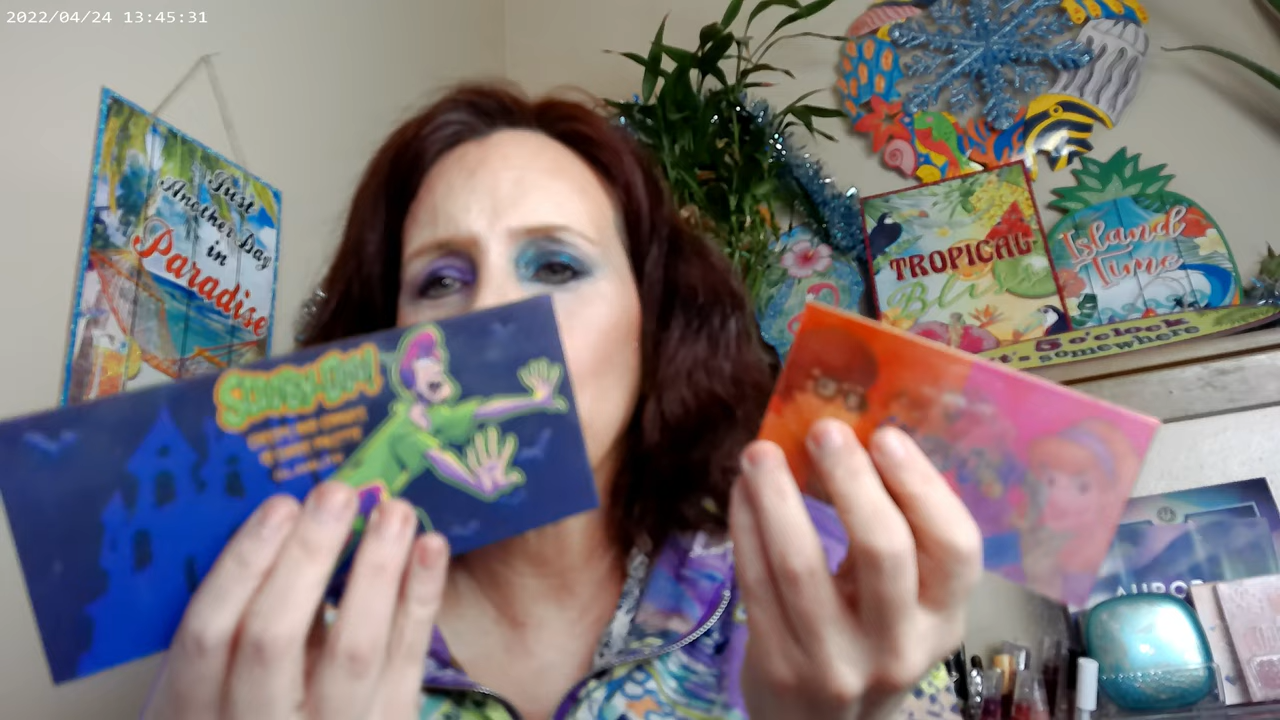 2022/04/24 13:45:31
Just
Another Day
in
Paradise
TROPICAL
Bliss
Island
Time
it's 5 o'clock
somewhere
SCOOBY-DOO!